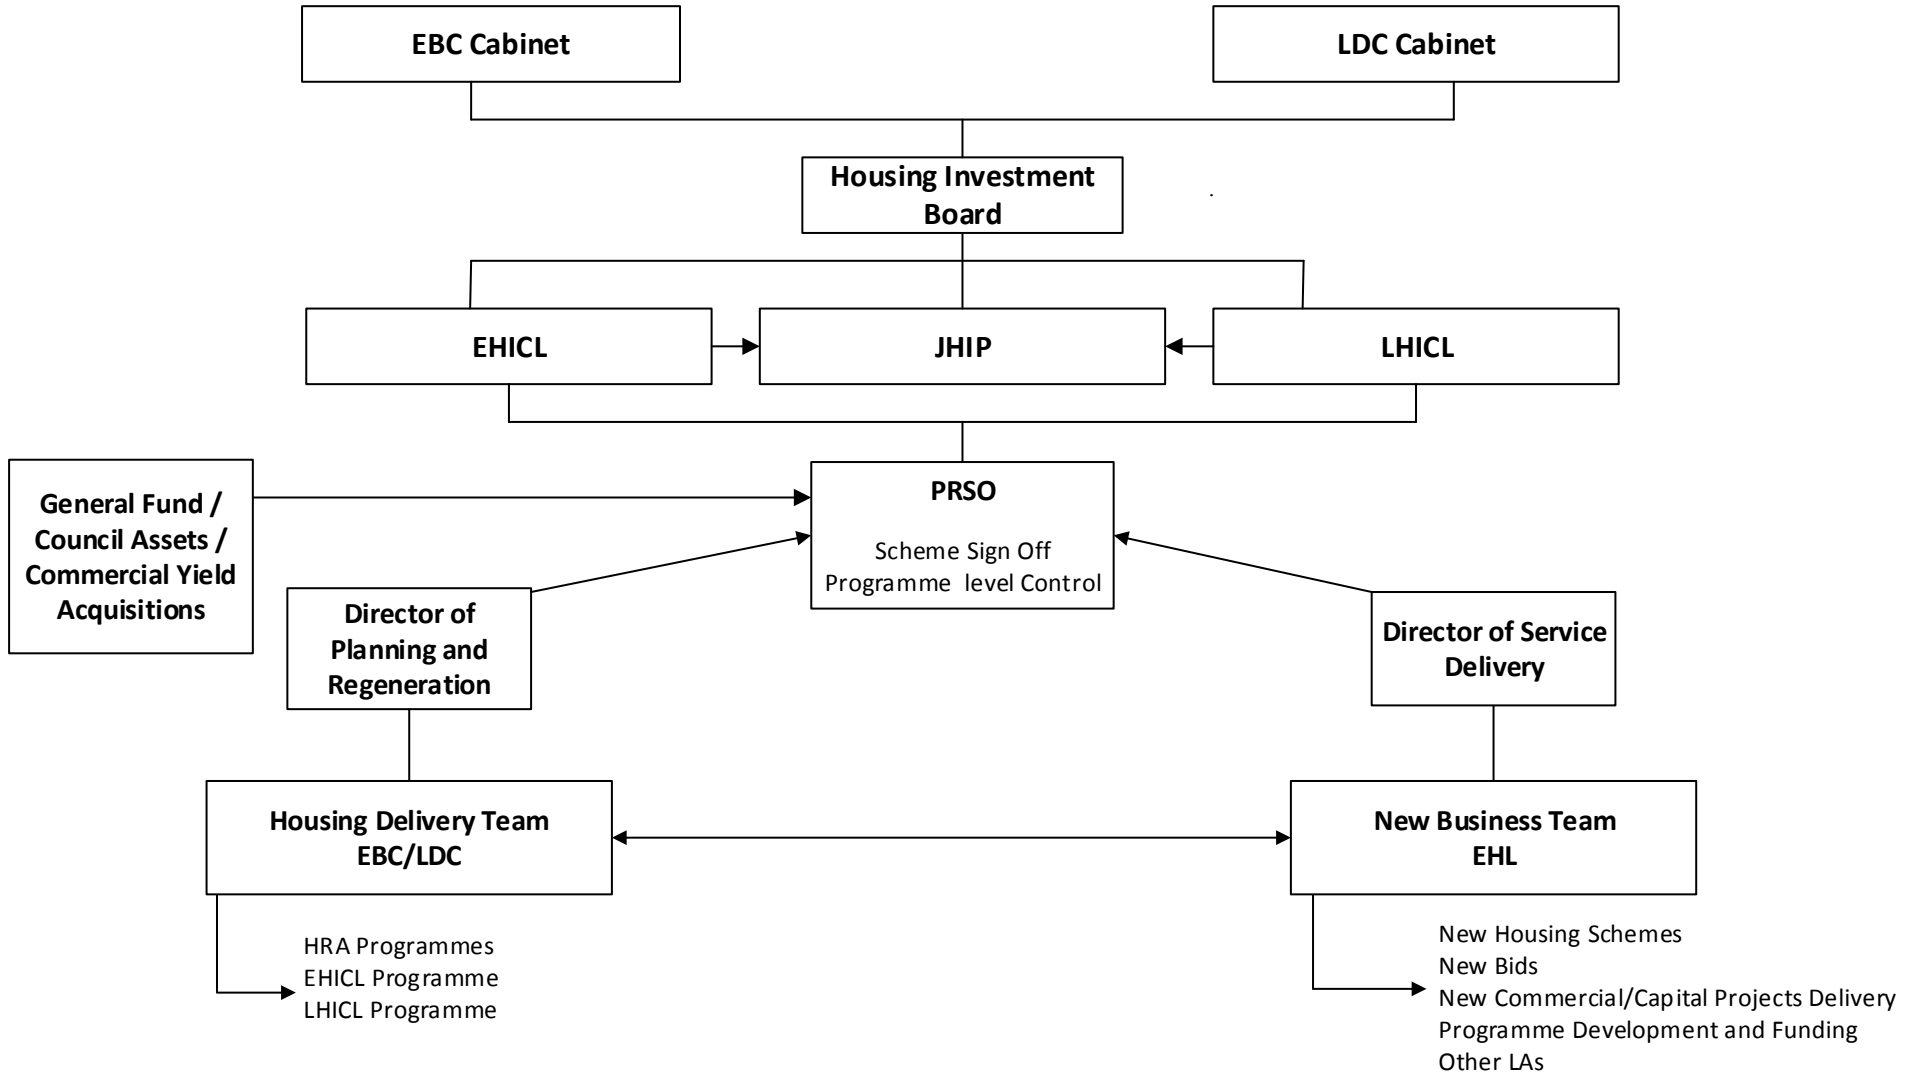 EBC Cabinet
LDC Cabinet
Housing Investment
Board
EHICL
JHIP
LHICL
General Fund /
Council Assets /
Commercial Yield
Acquisitions
PRSO
Scheme Sign Off
Programme level Control
Director of
Planning and
Regeneration
Director of Service
Delivery
Housing Delivery Team
EBC/LDC
New Business Team
EHL
HRA Programmes
EHICL Programme
LHICL Programme
New Housing Schemes
New Bids
New Commercial/Capital Projects Delivery
Programme Development and Funding
Other LAs